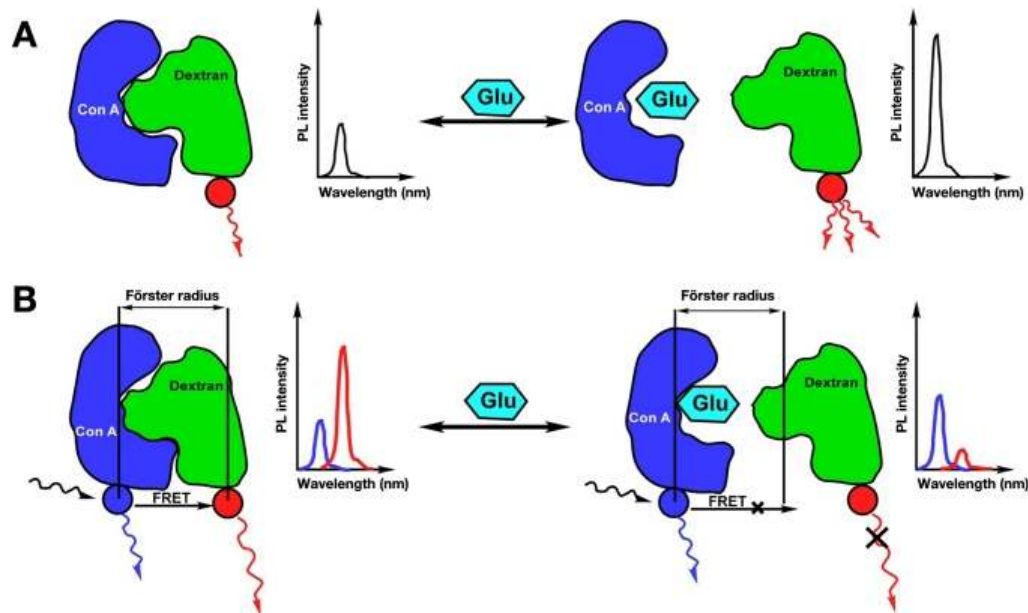 A
Con A
Dextran
PL intensity
Wavelength (nm)
Glu
Con A
Glu
Dextran
PL intensity
Wavelength (nm)
B
Förster radius
Con A
Dextran
FRET
PL intensity
Wavelength (nm)
Glu
Förster radius
Con A
Glu
Dextran
FRET
PL intensity
Wavelength (nm)